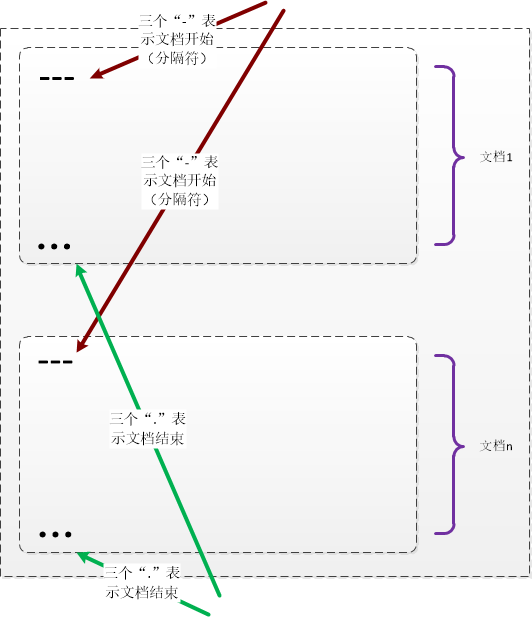 三个“-”表
示文档开始
（分隔符）
---
三个“-”表
示文档开始
（分隔符）
文档1
...
---
三个“.”表
示文档结束
文档n
...
三个“.”表
示文档结束